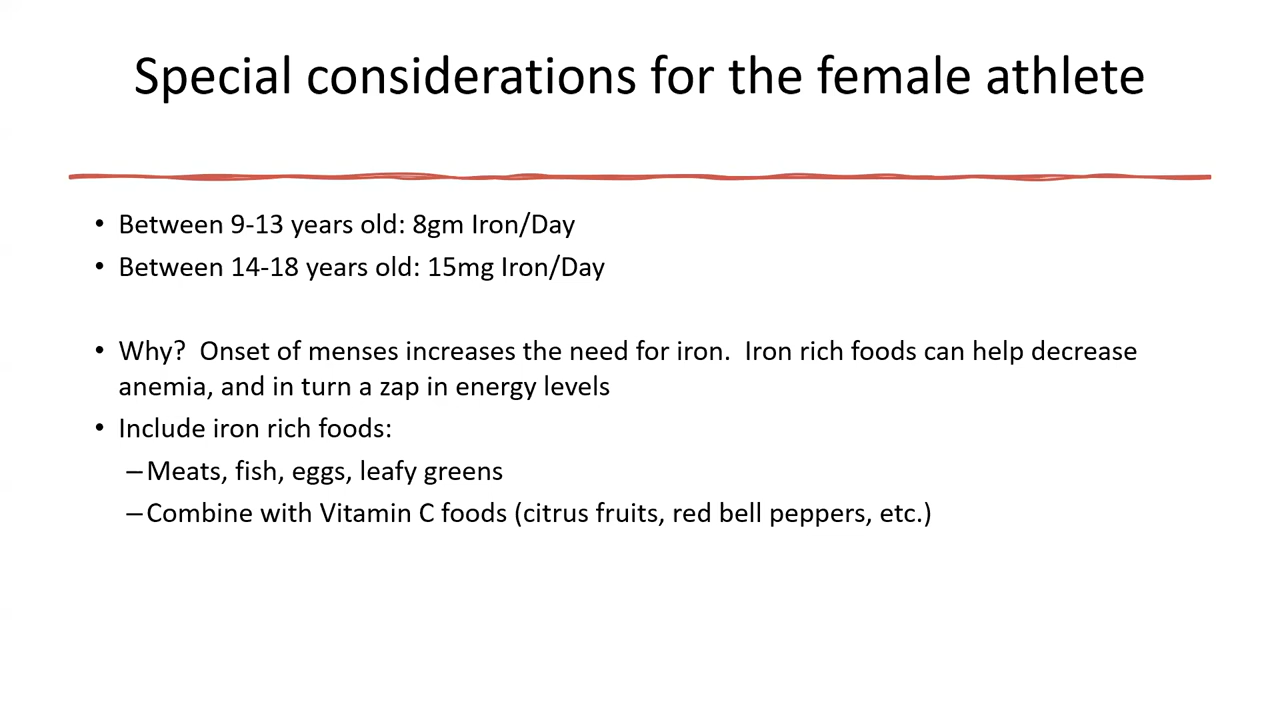 Special considerations for the female athlete
• Between 9-13 years old: 8gm Iron/Day
• Between 14-18 years old: 15mg Iron/Day
• Why?  Onset of menses increases the need for iron.  Iron rich foods can help decrease
anemia, and in turn a zap in energy levels
• Include iron rich foods:
–Meats, fish, eggs, leafy greens
–Combine with Vitamin C foods (citrus fruits, red bell peppers, etc.)